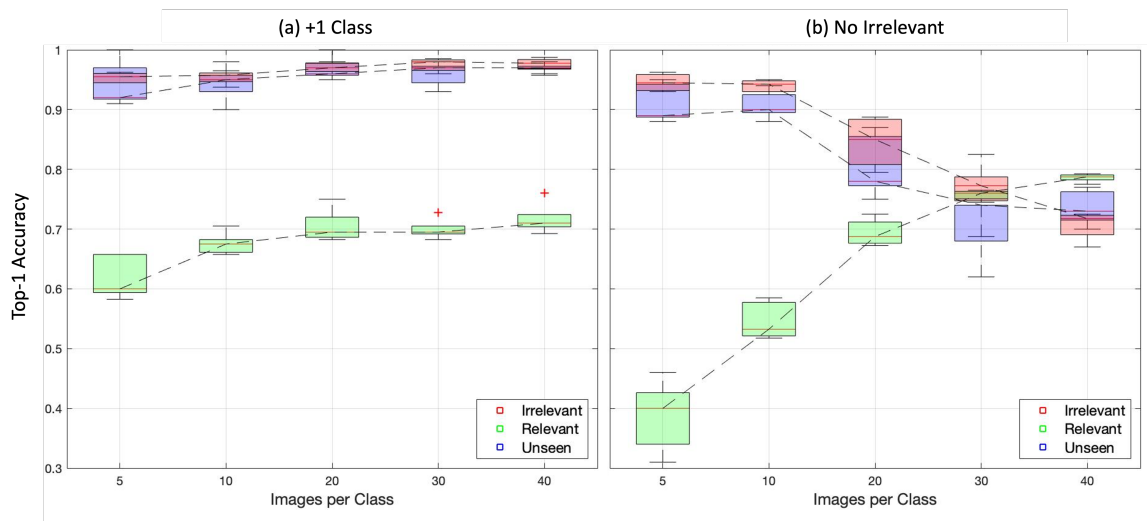 (a) +1 Class
(b) No Irrelevant
Top-1 Accuracy
1
0.9
0.8
0.7
0.6
0.5
0.4
0.3
Irrelevant
Relevant
Unseen
5 10 20 30 40
Images per Class
Irrelevant
Relevant
Unseen
5 10 20 30 40
Images per Class